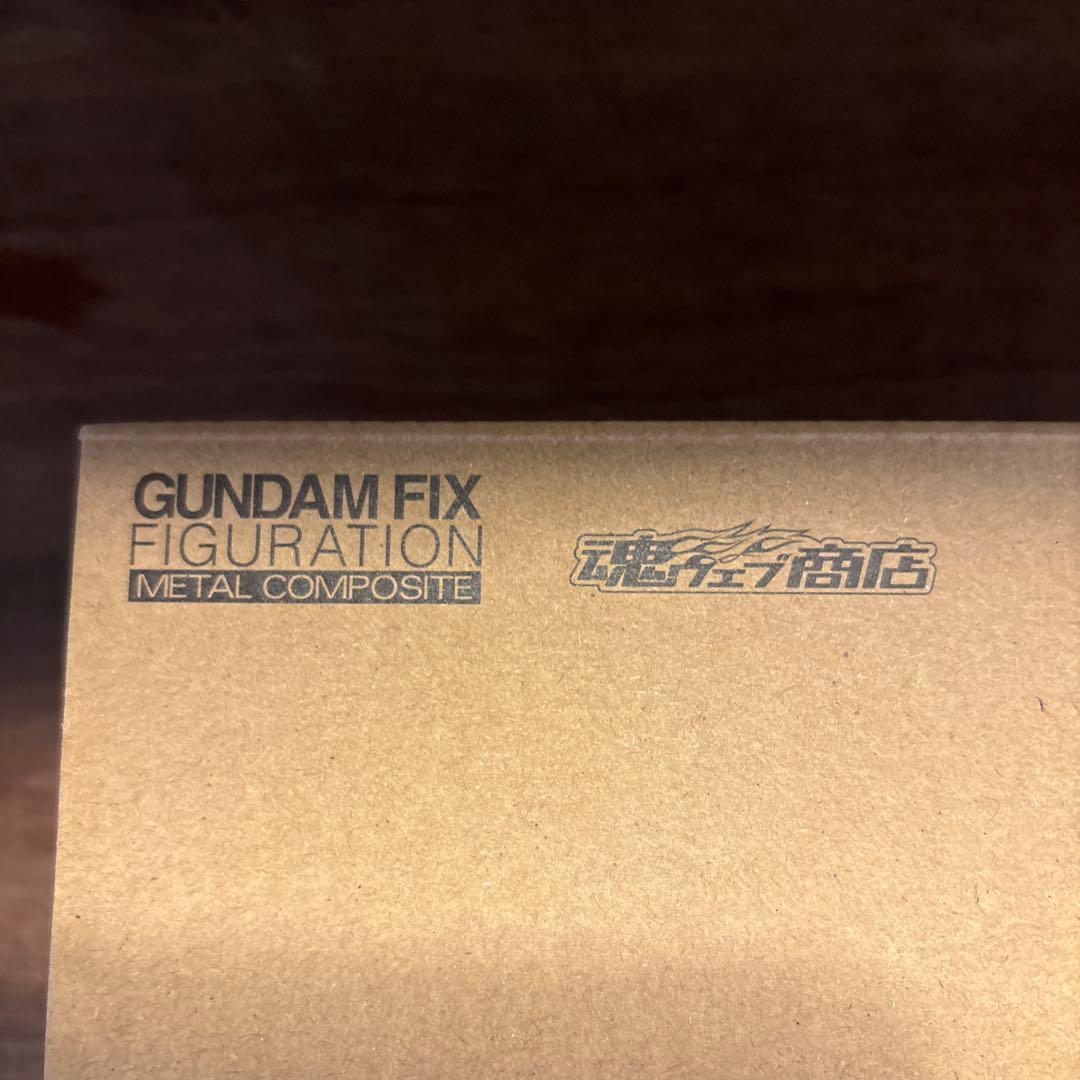 GUNDAM FIX
FIGURATION
METAL COMPOSITE
魂ウェブ商店